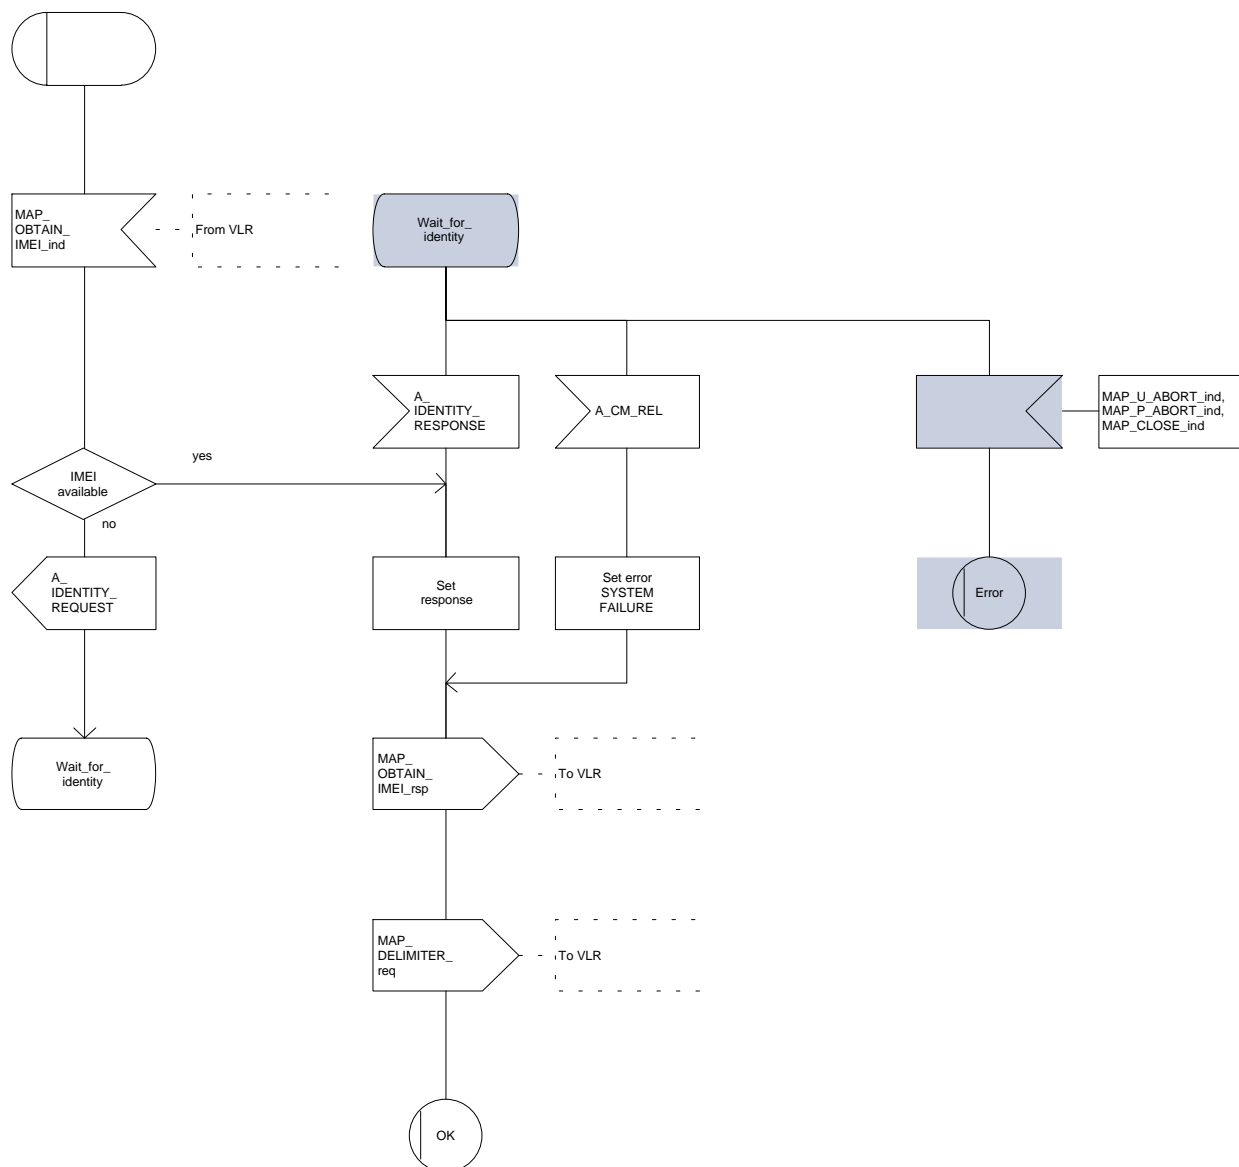 MAP_
OBTAIN_
IMEI_ind
From VLR
Wait_for_
identity
A_
IDENTITY_
RESPONSE
A_CM_REL
MAP_U_ABORT_ind,
MAP_P_ABORT_ind,
MAP_CLOSE_ind
IMEI
available
yes
no
A_
IDENTITY_
REQUEST
Set
response
Set error
SYSTEM
FAILURE
Error
Wait_for_
identity
MAP_
OBTAIN_
IMEI_rsp
To VLR
MAP_
DELIMITER_
req
To VLR
OK